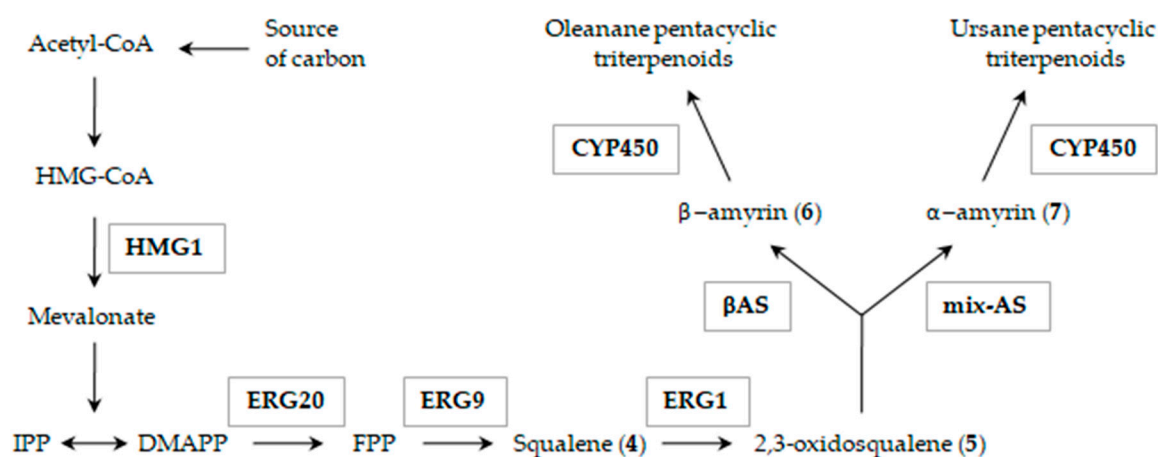 Acetyl-CoA
Source
of carbon
Oleanane pentacyclic
triterpenoids
Ursane pentacyclic
triterpenoids
CYP450
CYP450
HMG-CoA
β–amyrin (6)
α–amyrin (7)
HMG1
βAS
mix-AS
Mevalonate
ERG20
ERG9
ERG1
IPP
DMAPP
FPP
Squalene (4)
2,3-oxidosqualene (5)